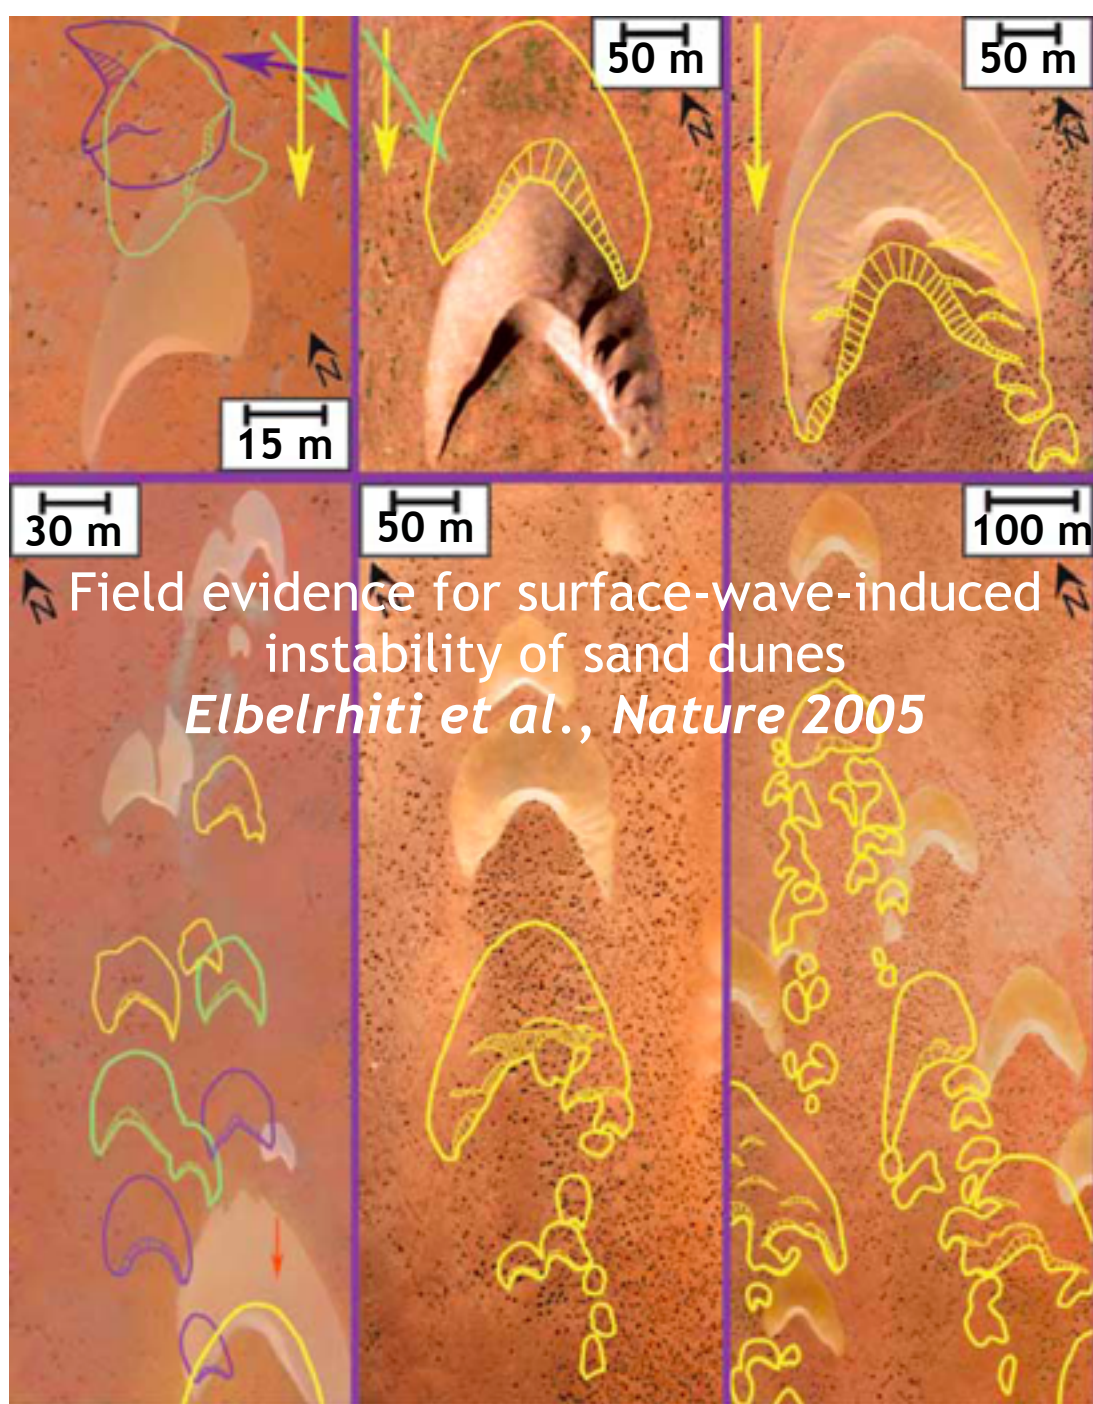 50 m
50 m
N
N
N
15 m
30 m
50 m
100 m
N
N
N
Field evidence for surface-wave-induced
instability of sand dunes
Elbelrhiti et al., Nature 2005